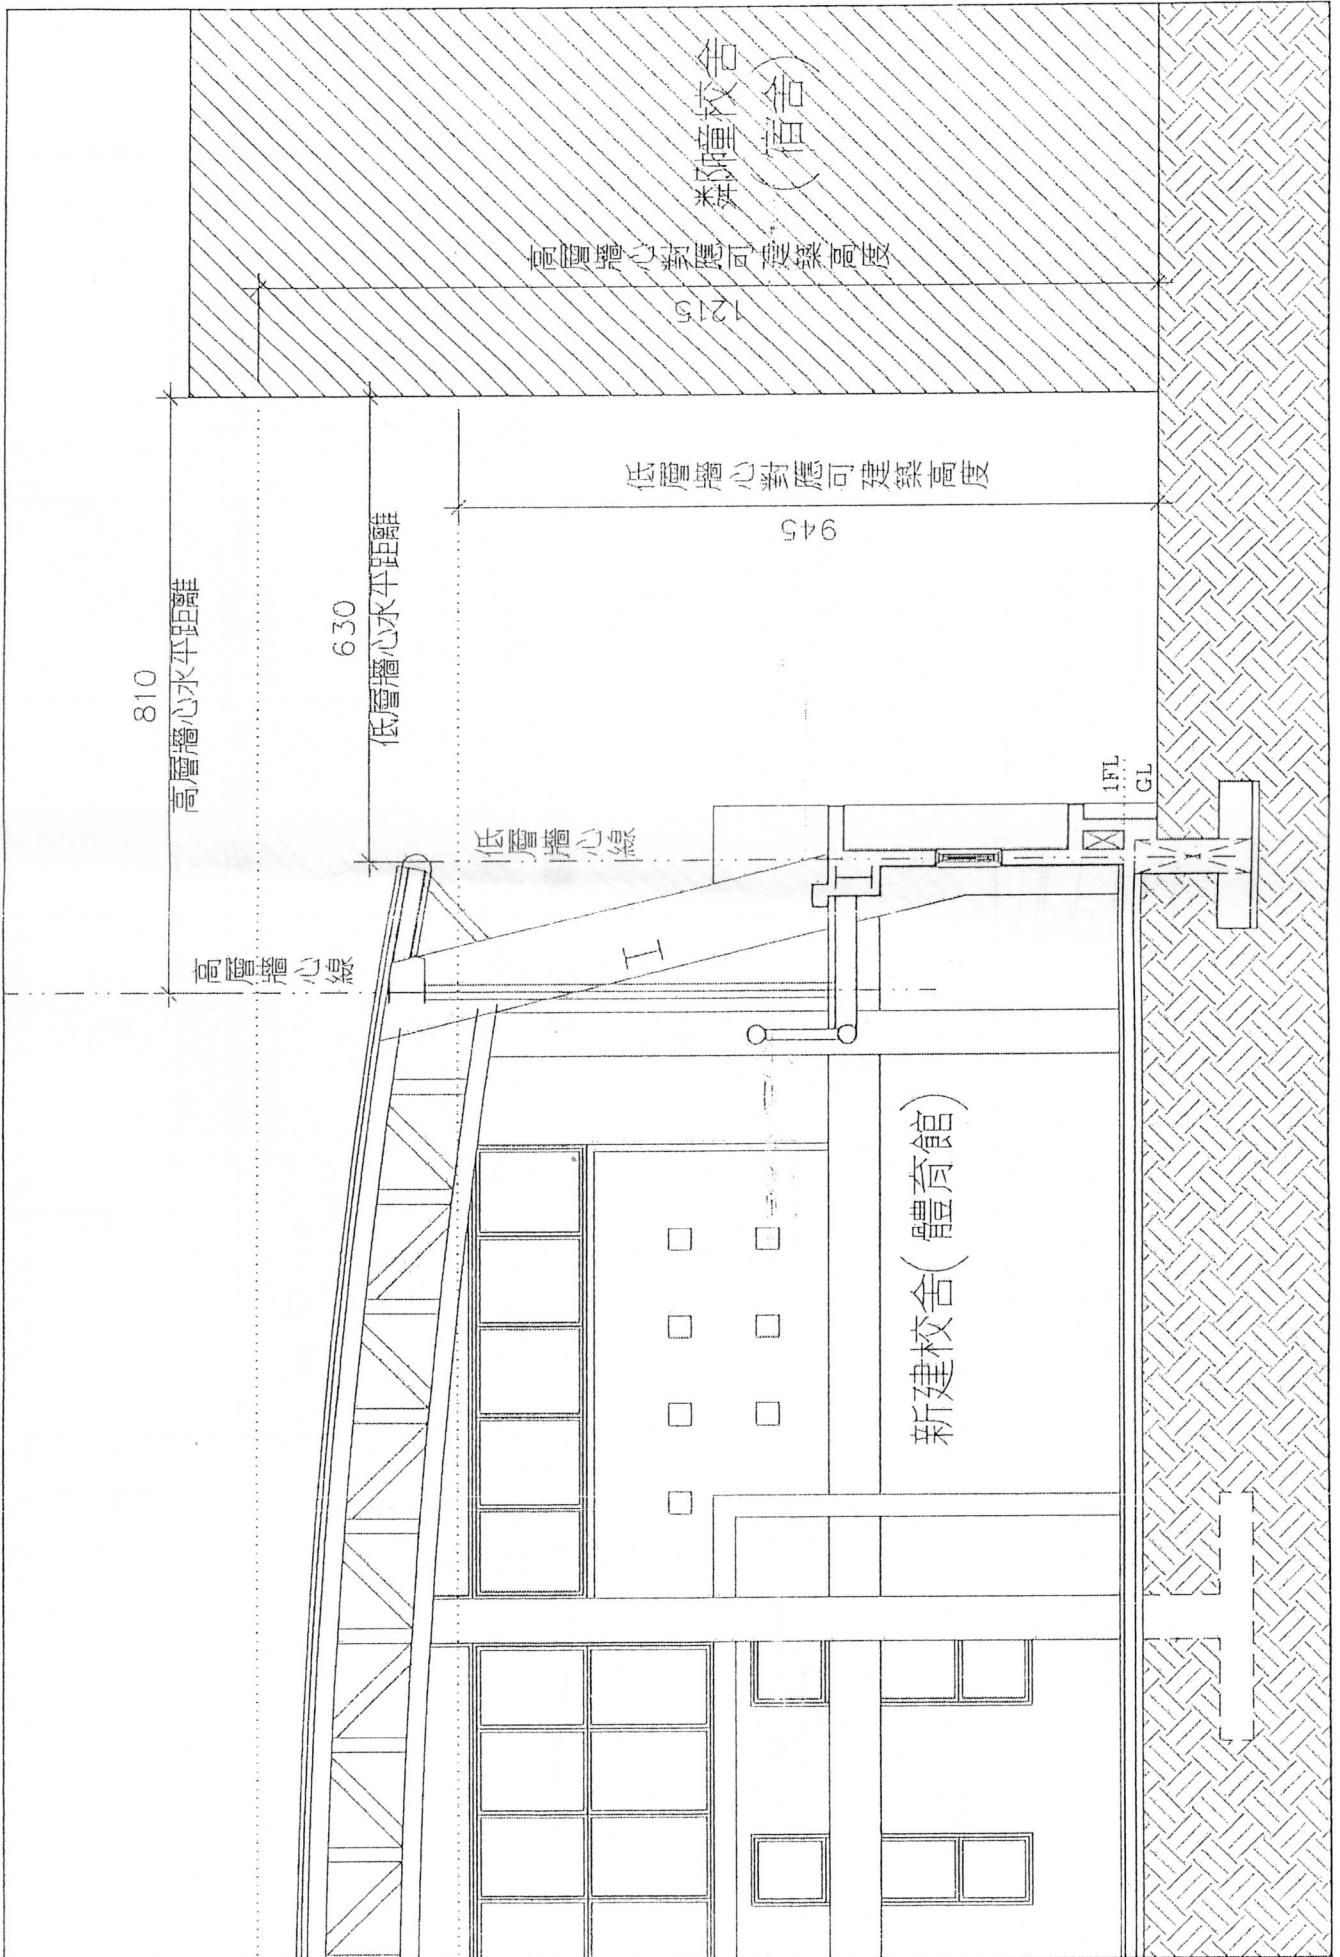 810
高層牆心水平距離
630
低層牆心水平距離
高層牆心線
低層牆心線
低層牆心對應可建築高度
945
高層牆心對應可建築高度
1215
校舍
(宿舍)
新建校舍(體育館)
1FL
GL